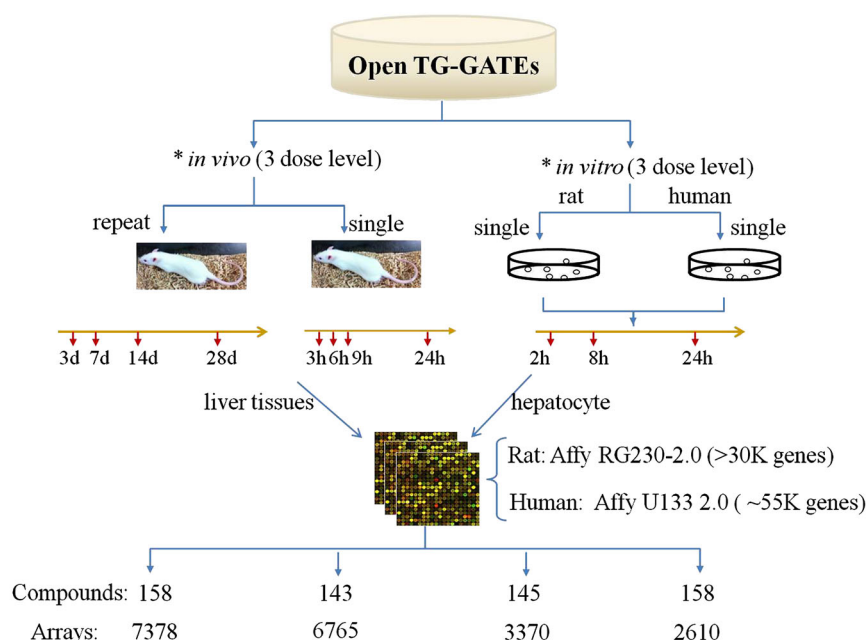 Open TG-GATEs
* in vivo (3 dose level)
* in vitro (3 dose level)
rat human
repeat single
single single
3d 7d 14d 28d
3h 6h 9h 24h
2h 8h 24h
liver tissues
hepatocyte
Rat: Affy RG230-2.0 (>30K genes)
Human: Affy U133 2.0 ( ~55K genes)
Compounds: 158 143 145 158
Arrays: 7378 6765 3370 2610